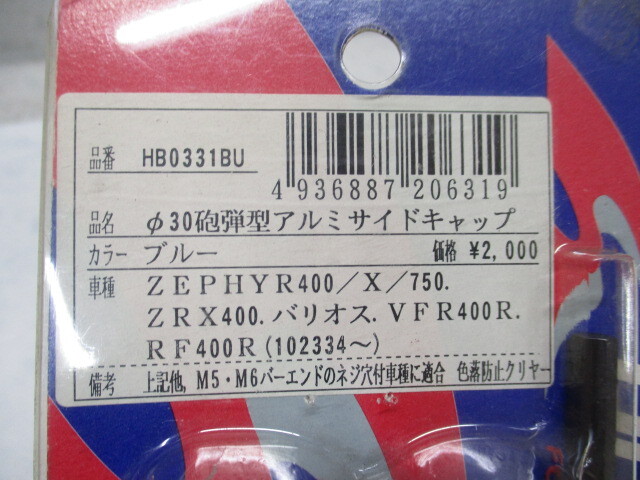 品番 HB0331BU
4 936887 206319
品名 φ30砲弾型アルミサイドキャップ
カラー ブルー 価格 ¥2,000
車種 ZEPHYR400/X/750.
ZRX400. バリオス. VFR400R.
RF400R(102334~)
備考 上記他, M5・M6バーエンドのネジ穴付車種に適合 色落防止クリヤー